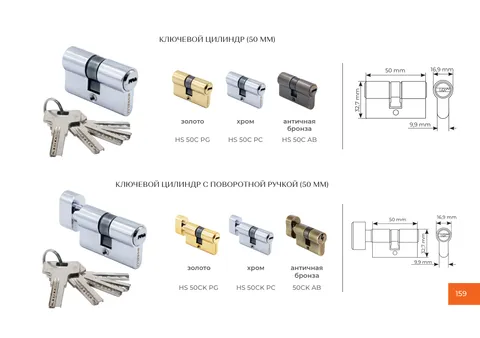 КЛЮЧЕВОЙ ЦИЛИНДР (50 ММ)
50 mm
16,9 mm
32,7 mm
9,9 mm
золото
хром
античная
бронза
HS 50C PG
HS 50C PC
HS 50C AB
КЛЮЧЕВОЙ ЦИЛИНДР С ПОВОРОТНОЙ РУЧКОЙ (50 ММ)
50 mm
16,9 mm
32,7 mm
9,9 mm
золото
хром
античная
бронза
HS 50CK PG
HS 50CK PC
50CK AB
159